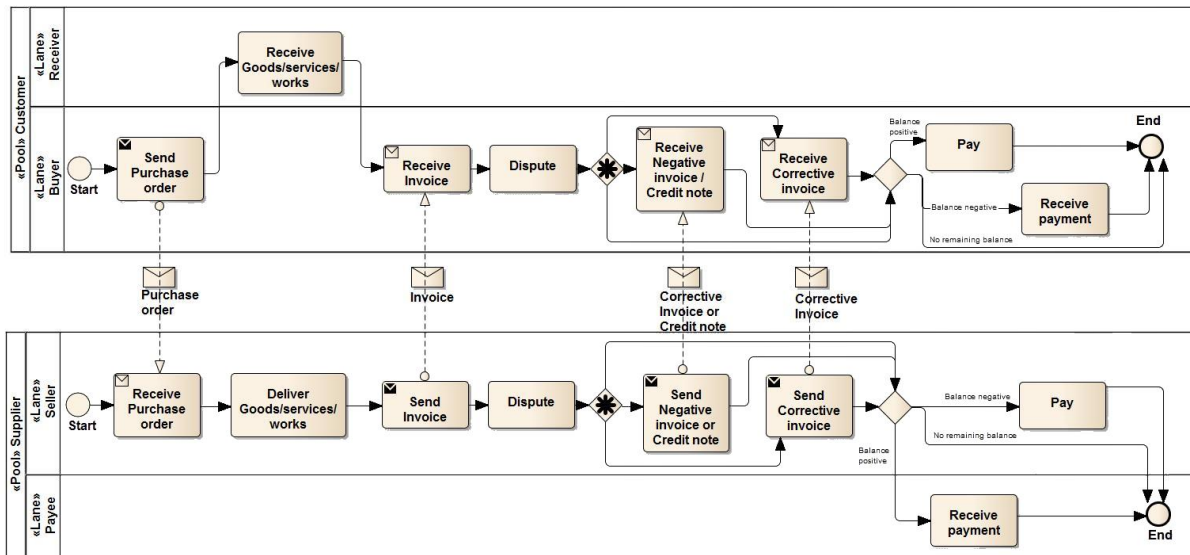 «Pool» Customer
«Lane»
Receiver
Receive
Goods/services/
works
«Lane»
Buyer
Start
Send
Purchase
order
Receive
Invoice
Dispute
Receive
Negative
invoice /
Credit note
Receive
Corrective
invoice
Balance
positive
Pay
End
Balance negative
Receive
payment
No remaining balance
Purchase
order
Invoice
Corrective
Invoice or
Credit note
Corrective
Invoice
«Pool» Supplier
«Lane»
Seller
Start
Receive
Purchase
order
Deliver
Goods/services/
works
Send
Invoice
Dispute
Send
Negative
invoice or
Credit note
Send
Corrective
invoice
Balance negative
Pay
No remaining balance
Balance
positive
«Lane»
Payee
Receive
payment
End